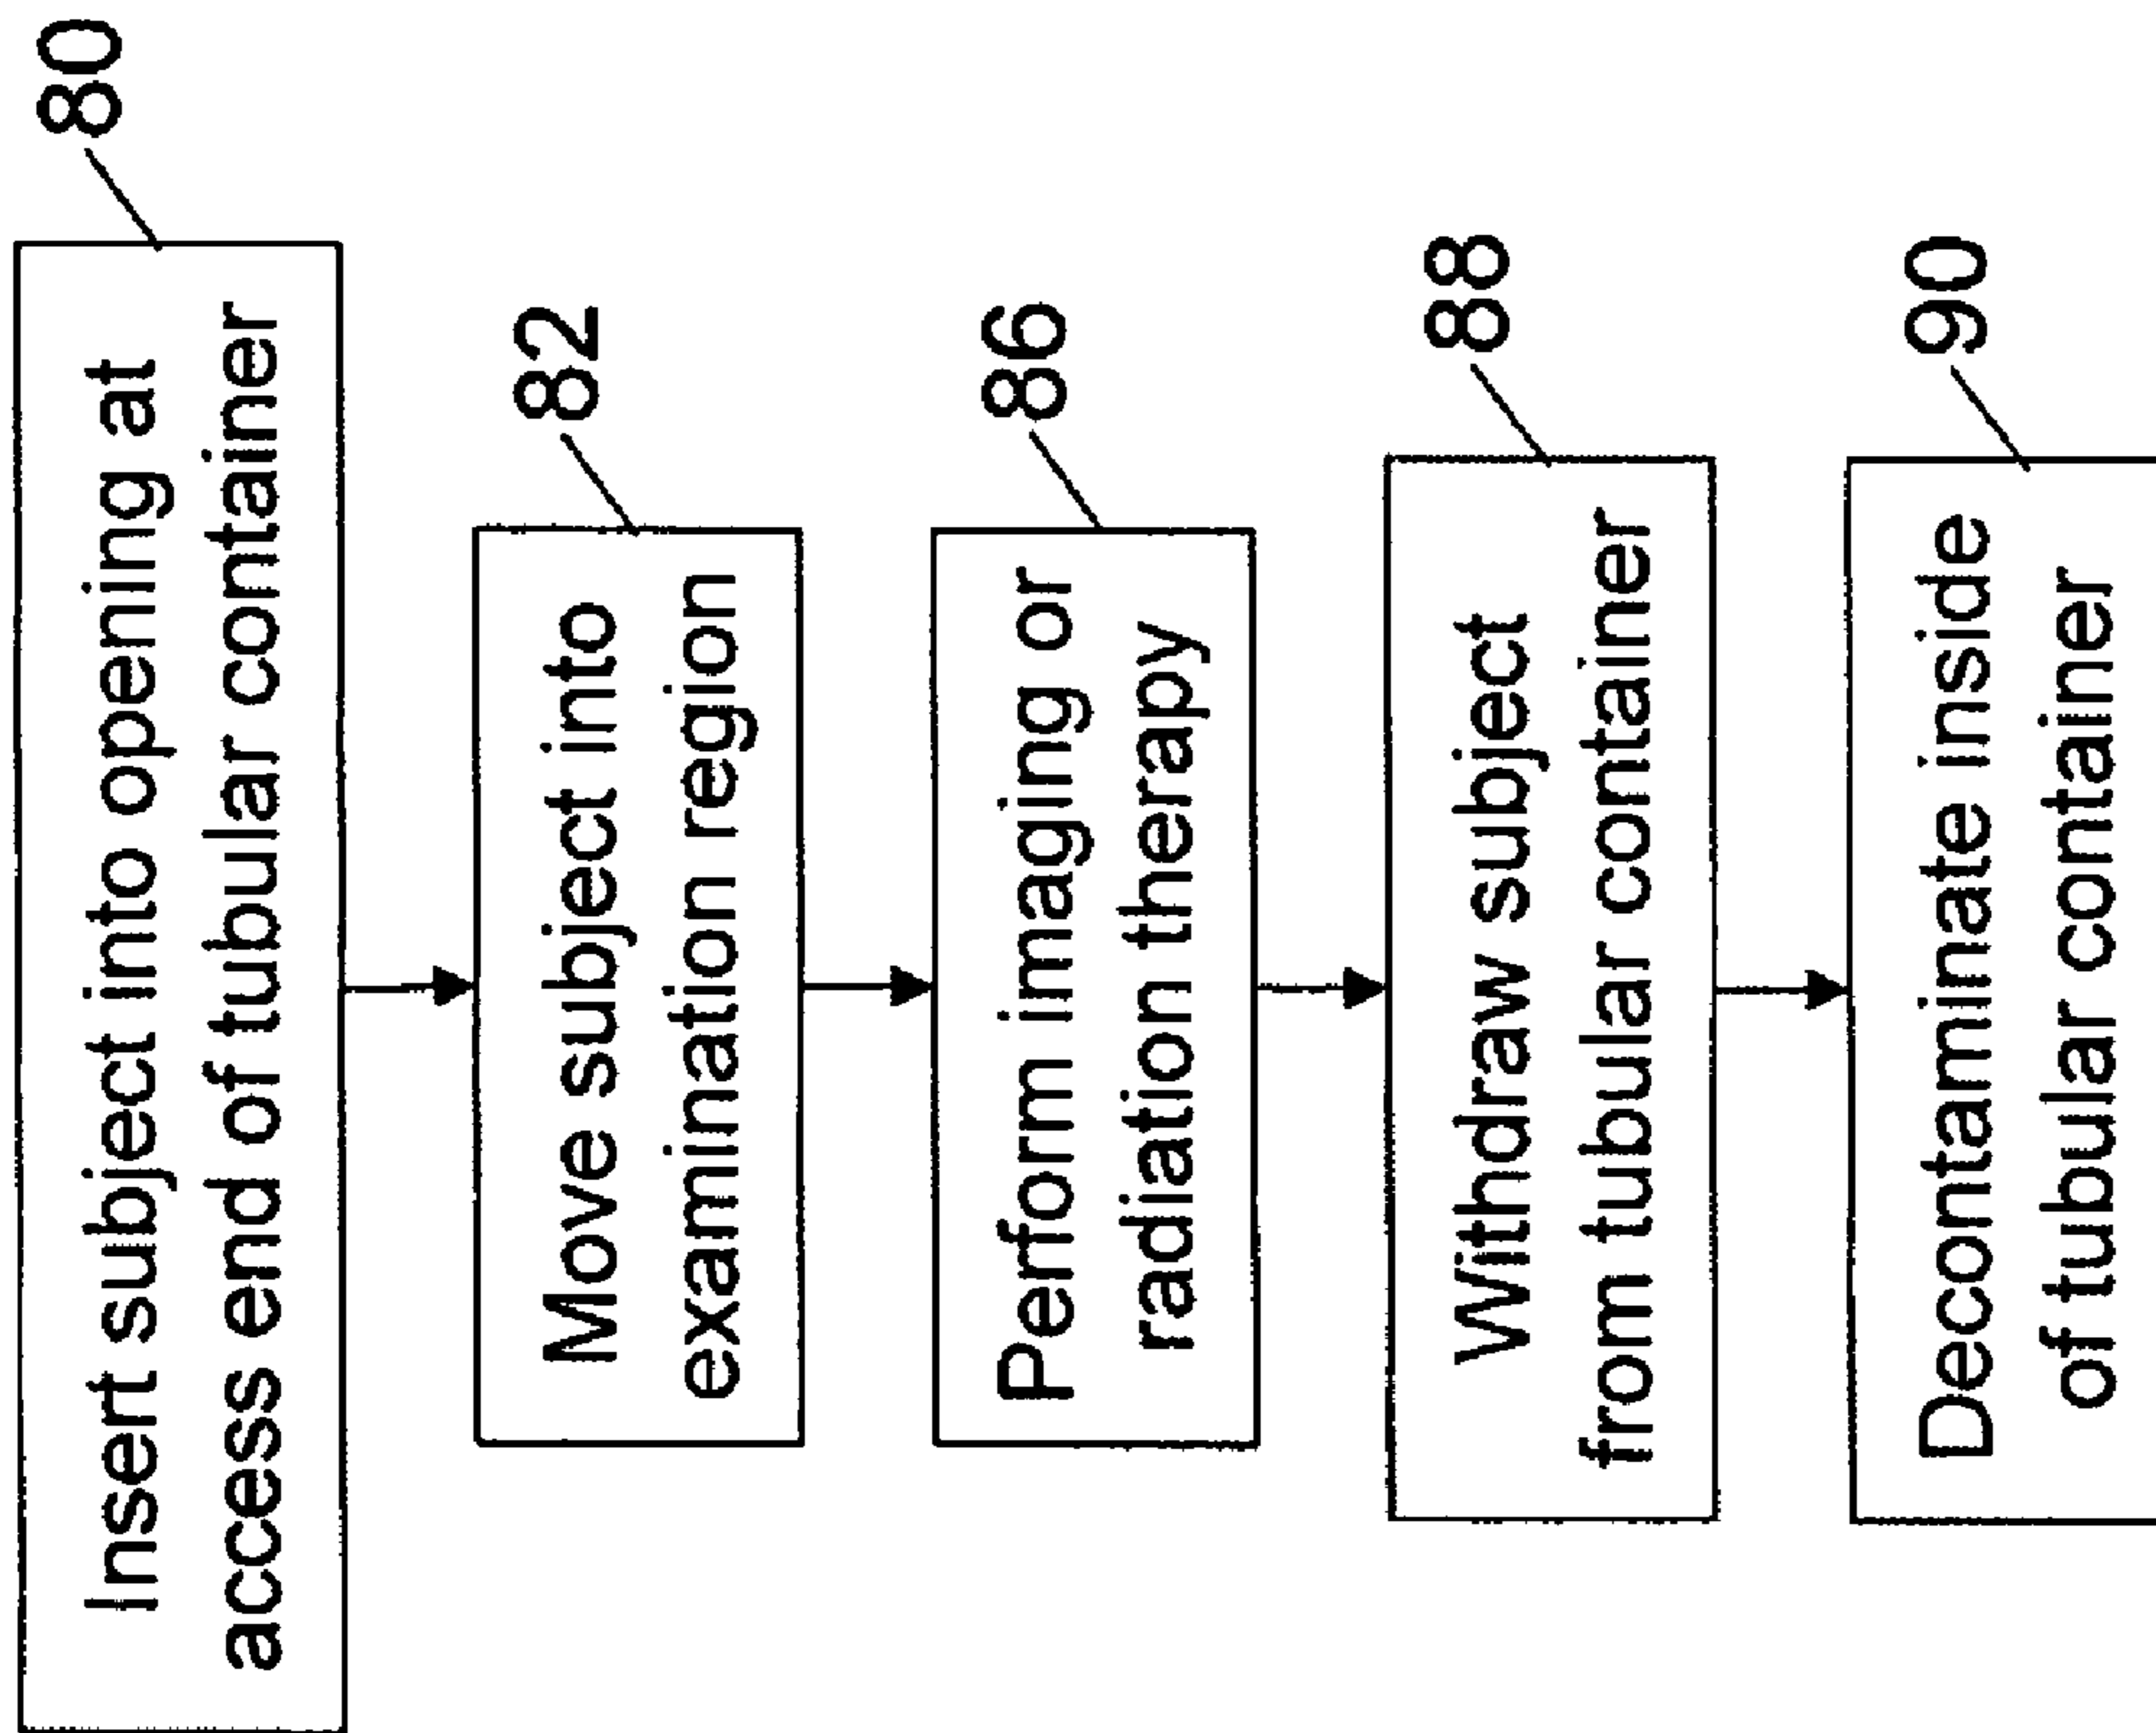 Insert subject into opening at
access end of tubular container
80
Move subject into
examination region
82
Perform imaging or
radiation therapy
86
Withdraw subject
from tubular container
88
Decontaminate inside
of tubular container
90